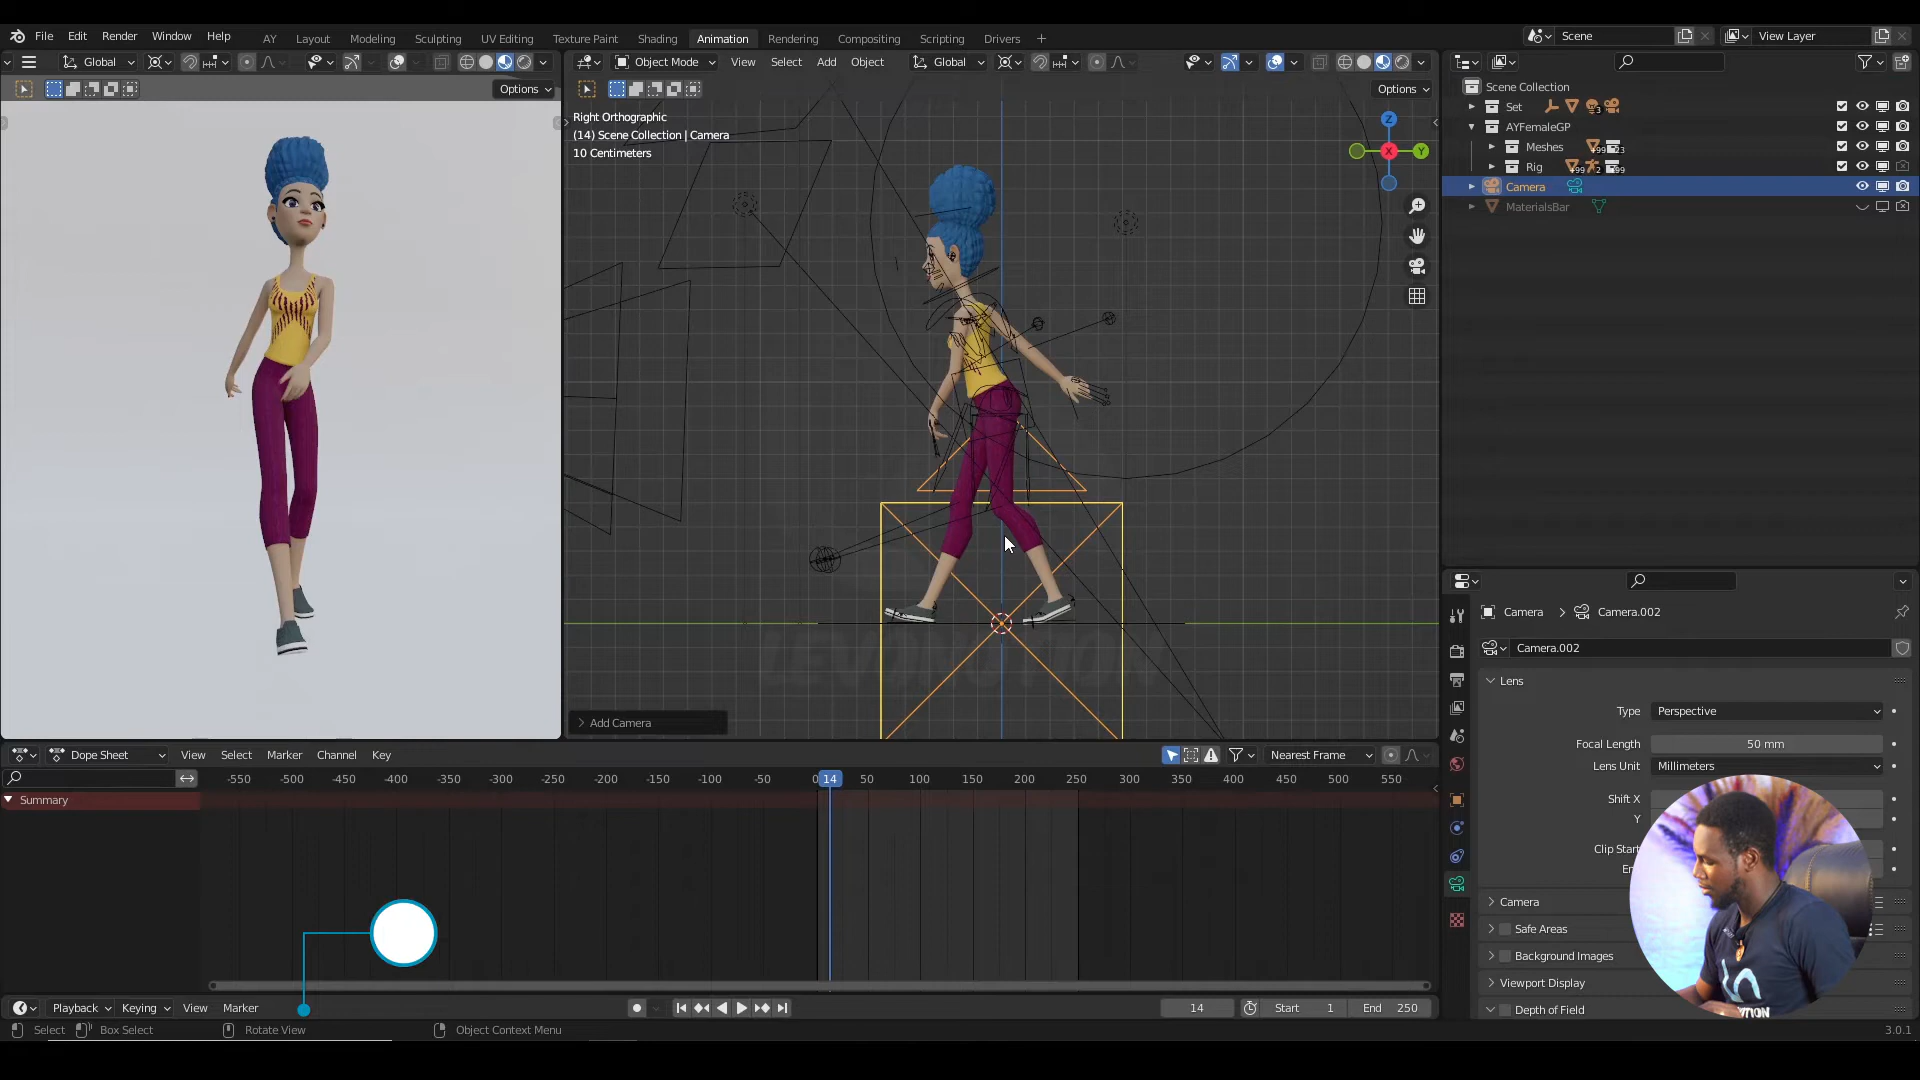 File Edit Render Window Help AY Layout Modeling Sculpting UV Editing Texture Paint Shading Animation Rendering Compositing Scripting Drivers + Scene View Layer
Global Object Mode View Select Add Object Global
Options Options
Right Orthographic
(14) Scene Collection | Camera
10 Centimeters
Z
X
Y
Scene Collection
Set 3
AYFemaleGP
Meshes +99 23
Rig +99 2 +99
Camera
MaterialsBar
Add Camera
Camera > Camera.002
Camera.002
Lens
Type Perspective
Focal Length 50 mm
Lens Unit Millimeters
Shift X
Y
Clip Start
Camera
Safe Areas
Background Images
Viewport Display
Depth of Field
Dope Sheet View Select Marker Channel Key Nearest Frame
-550 -500 -450 -400 -350 -300 -250 -200 -150 -100 -50 0 14 50 100 150 200 250 300 350 400 450 500 550
Summary
Playback Keying View Marker 14 Start 1 End 250
Select Box Select Rotate View Object Context Menu 3.0.1